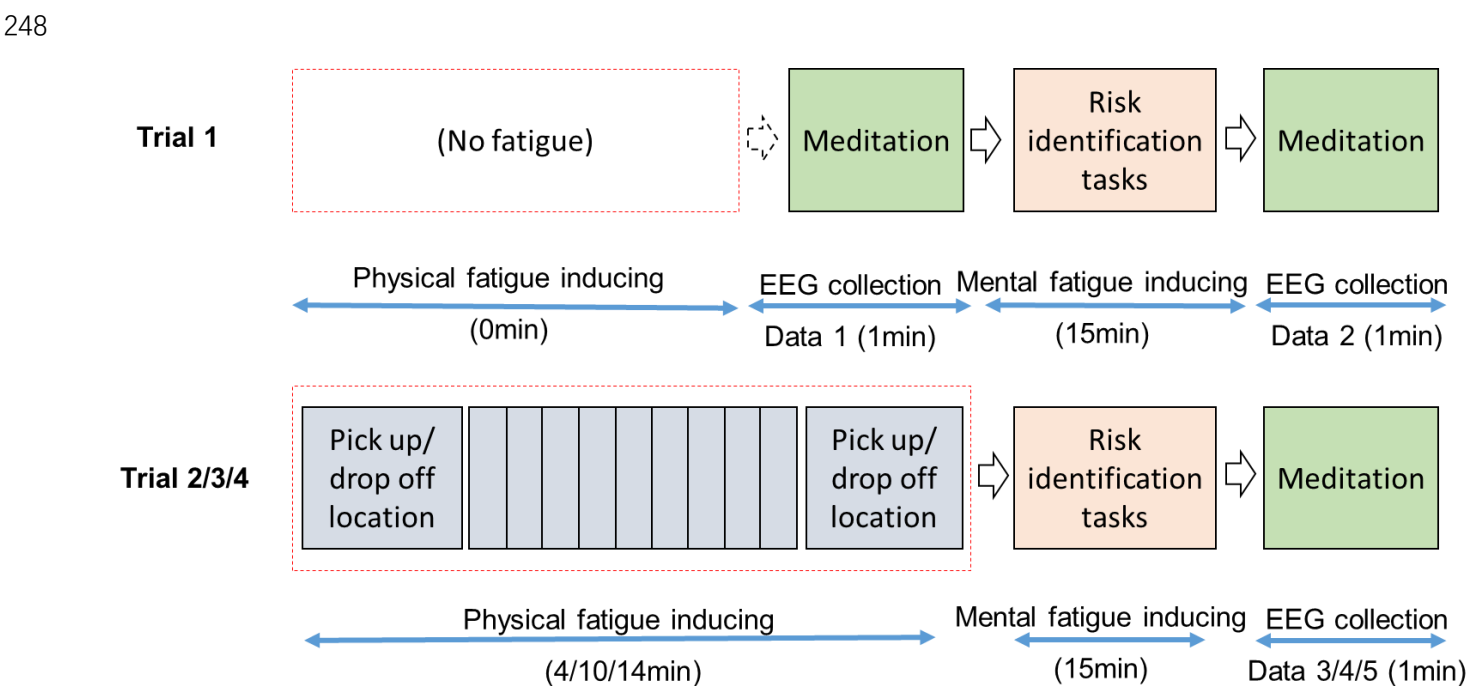 248
Trial 1
(No fatigue)
Meditation
Risk
identification
tasks
Meditation
Physical fatigue inducing
(0min)
EEG collection
Data 1 (1min)
Mental fatigue inducing
(15min)
EEG collection
Data 2 (1min)
Trial 2/3/4
Pick up/
drop off
location
Pick up/
drop off
location
Risk
identification
tasks
Meditation
Physical fatigue inducing
(4/10/14min)
Mental fatigue inducing
(15min)
EEG collection
Data 3/4/5 (1min)